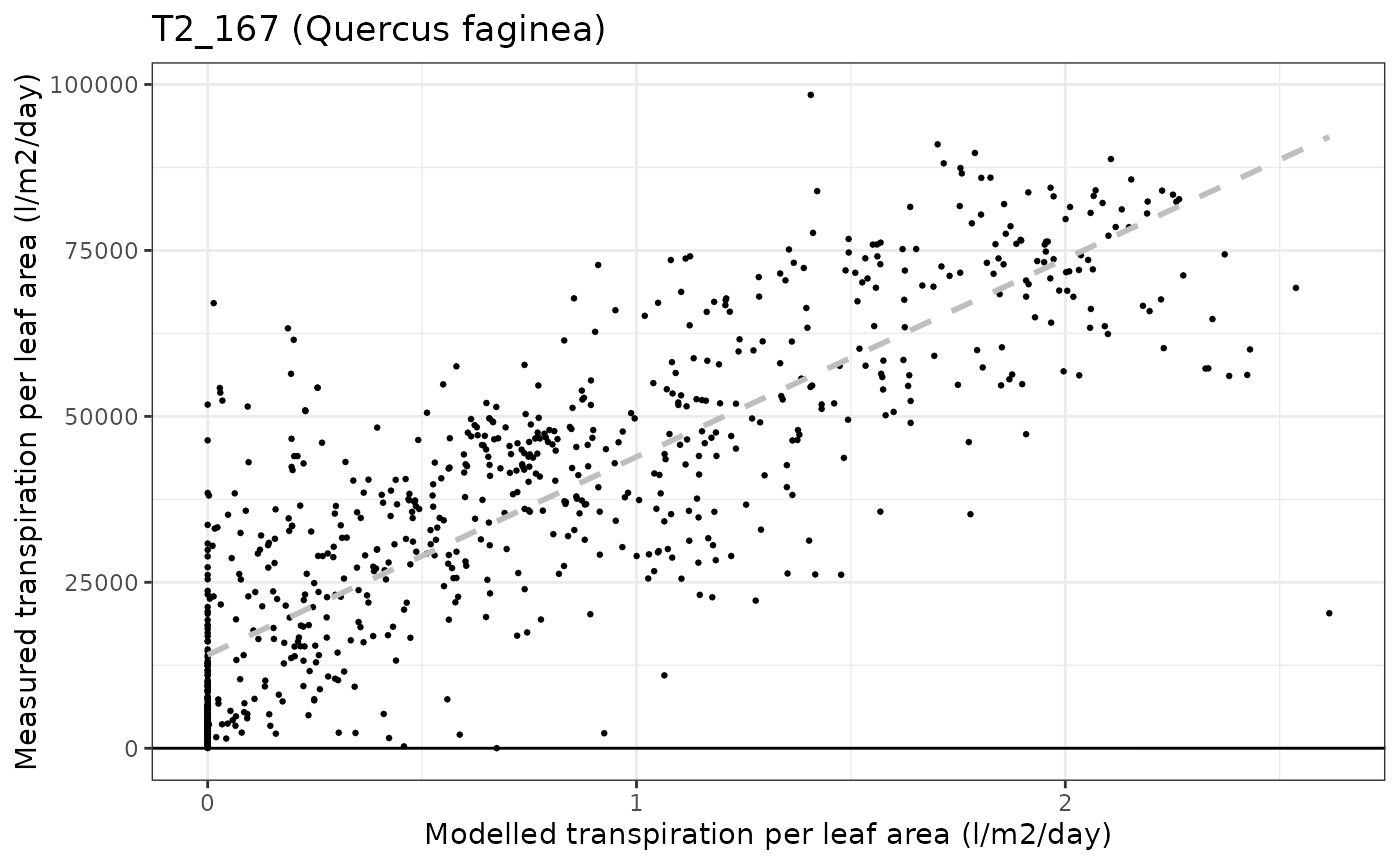 T2_167 (Quercus faginea)
Measured transpiration per leaf area (l/m2/day)
100000
75000
50000
25000
0
0 1 2
Modelled transpiration per leaf area (l/m2/day)